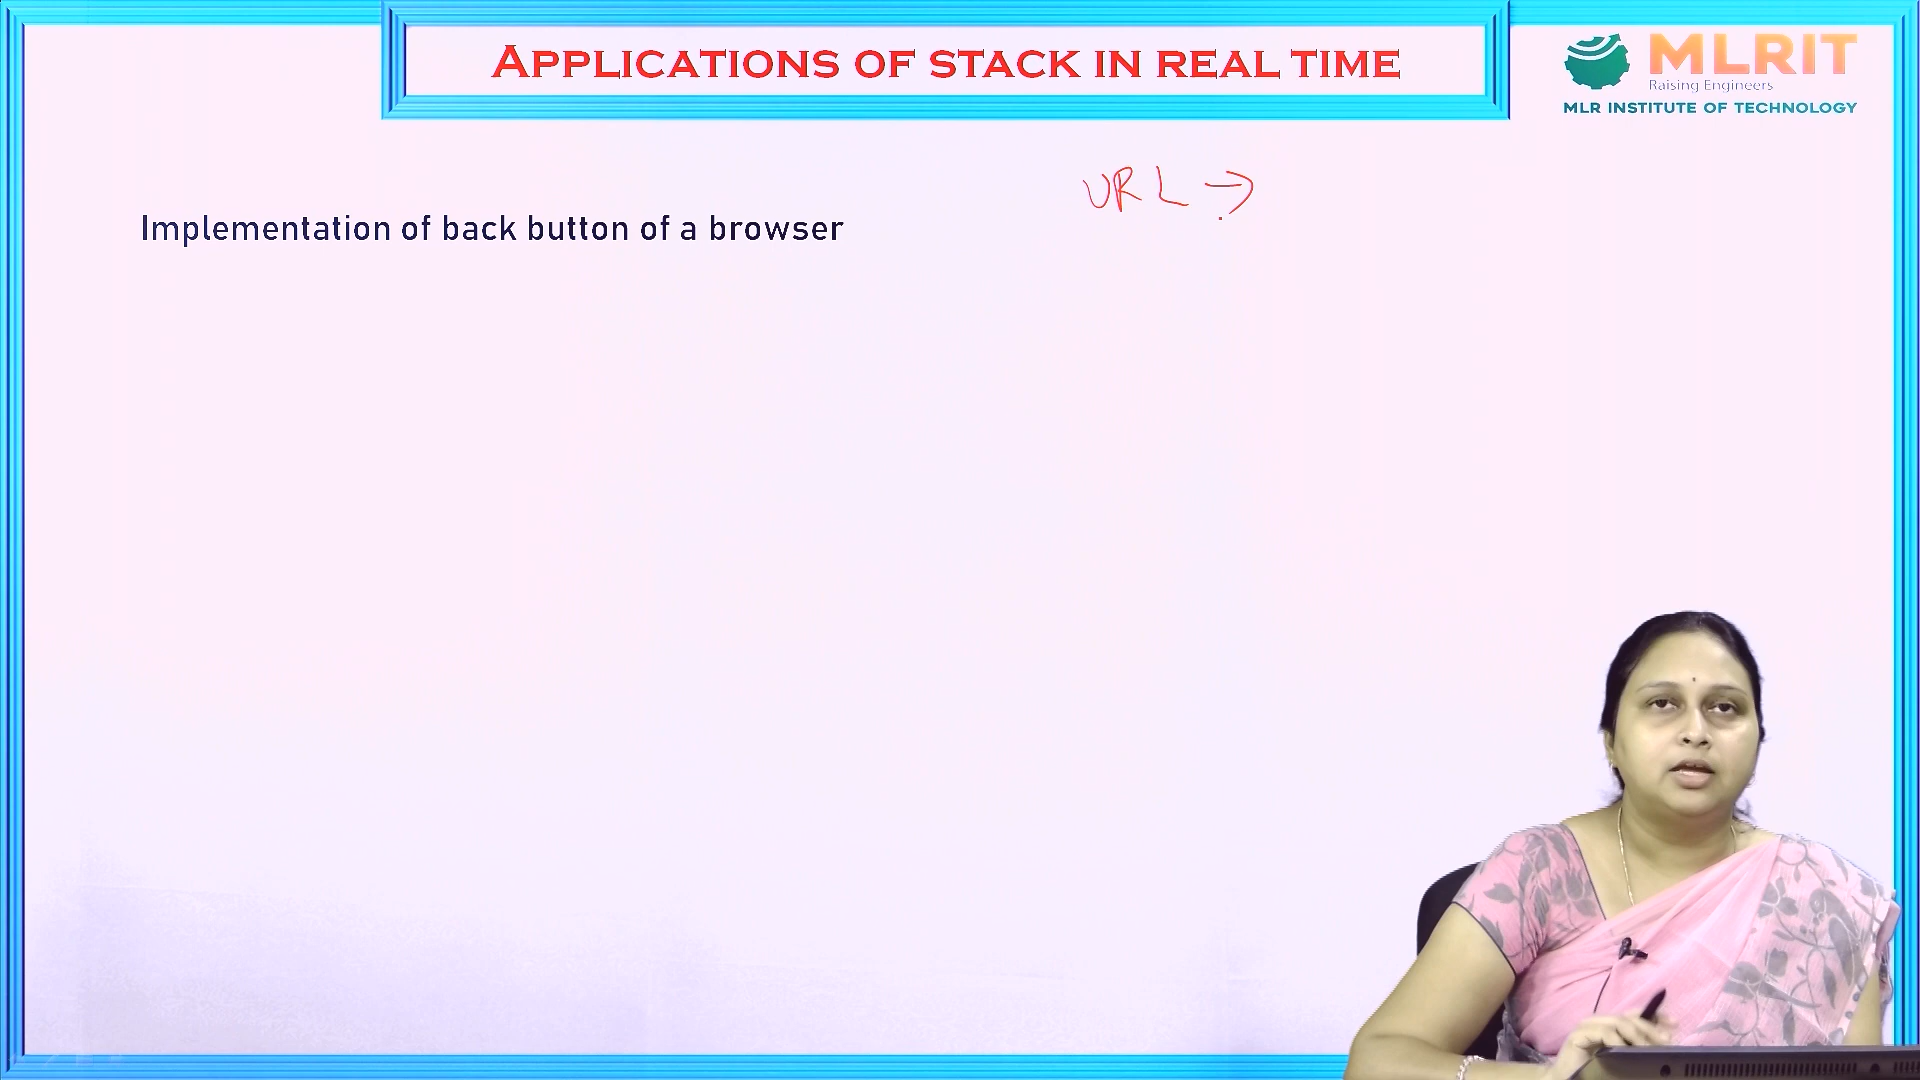 APPLICATIONS OF STACK IN REAL TIME
MLRIT
Raising Engineers
MLR INSTITUTE OF TECHNOLOGY
URL →
Implementation of back button of a browser